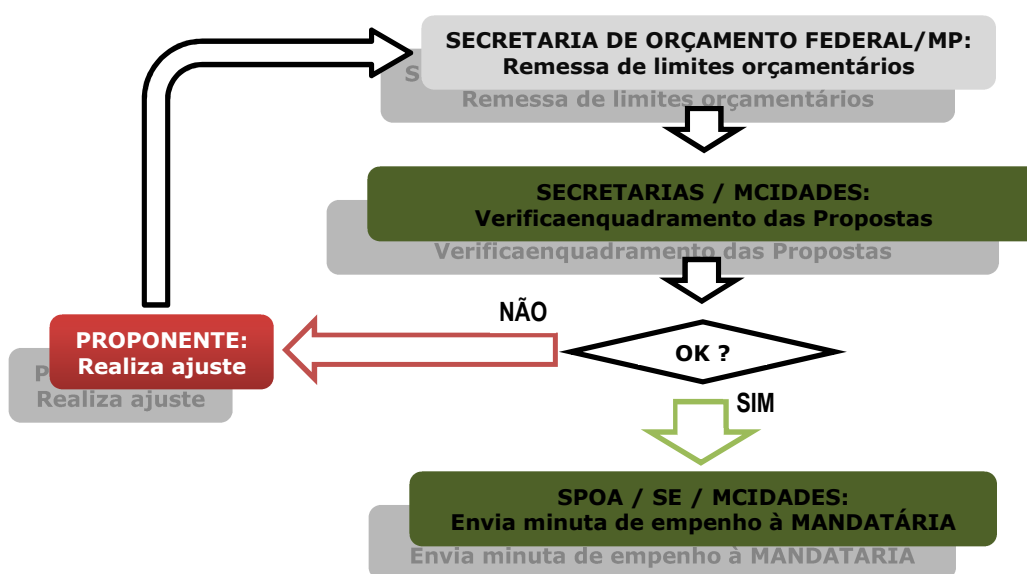 SECRETARIA DE ORÇAMENTO FEDERAL/MP:
Remessa de limites orçamentários
Remessa de limites orçamentários
SECRETARIAS / MCIDADES:
Verificaenquadramento das Propostas
Verificaenquadramento das Propostas
NÃO
OK ?
PROPONENTE:
Realiza ajuste
Realiza ajuste
SIM
SPOA / SE / MCIDADES:
Envia minuta de empenho à MANDATÁRIA
Envia minuta de empenho à MANDATÁRIA